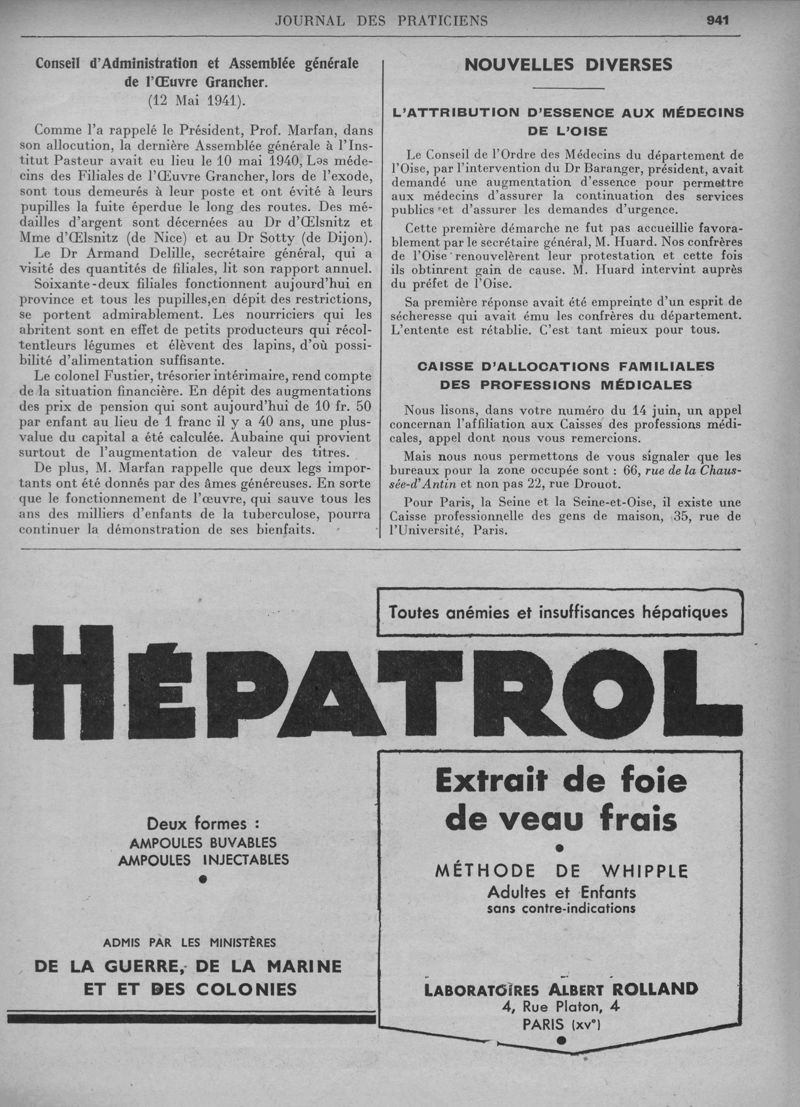 JOURNAL DES PRATICIENS 941
Conseil d'Administration et Assemblée générale
de l'Œuvre Grancher.
(12 Mai 1941).
Comme l'a rappelé le Président, Prof. Marfan, dans
son allocution, la dernière Assemblée générale à l'Ins-
titut Pasteur avait eu lieu le 10 mai 1940, Las méde-
cins des Filiales de l'Œuvre Grancher, lors de l'exode,
sont tous demeurés à leur poste et ont évité à leurs
pupilles la fuite éperdue le long des routes. Des mé-
dailles d'argent sont décernées au Dr d'Œlsnitz et
Mme d'Œlsnitz (de Nice) et au Dr Sotty (de Dijon).
Le Dr Armand Delille, secrétaire général, qui a
visité des quantités de filiales, lit son rapport annuel.
Soixante-deux filiales fonctionnent aujourd'hui en
province et tous les pupilles,en dépit des restrictions,
se portent admirablement. Les nourriciers qui les
abritent sont en effet de petits producteurs qui récol-
tentleurs légumes et élèvent des lapins, d'où possi-
bilité d'alimentation suffisante.
Le colonel Fustier, trésorier intérimaire, rend compte
de la situation financière. En dépit des augmentations
des prix de pension qui sont aujourd'hui de 10 fr. 50
par enfant au lieu de 1 franc il y a 40 ans, une plus-
value du capital a été calculée. Aubaine qui provient
surtout de l'augmentation de valeur des titres.
De plus, M. Marfan rappelle que deux legs impor-
tants ont été donnés par des âmes généreuses. En sorte
que le fonctionnement de l'œuvre, qui sauve tous les
ans des milliers d'enfants de la tuberculose, pourra
continuer la démonstration de ses bienfaits.
NOUVELLES DIVERSES
L'ATTRIBUTION D'ESSENCE AUX MÉDECINS
DE L'OISE
Le Conseil de l'Ordre des Médecins du département de
l'Oise, par l'intervention du Dr Baranger, président, avait
demandé une augmentation d'essence pour permettre
aux médecins d'assurer la continuation des services
publics et d'assurer les demandes d'urgence.
Cette première démarche ne fut pas accueillie favora-
blement par le secrétaire général, M. Huard. Nos confrères
de l'Oise renouvelèrent leur protestation et cette fois
ils obtinrent gain de cause. M. Huard intervint auprès
du préfet de l'Oise.
Sa première réponse avait été empreinte d'un esprit de
sécheresse qui avait ému les confrères du département.
L'entente est rétablie. C'est tant mieux pour tous.
CAISSE D'ALLOCATIONS FAMILIALES
DES PROFESSIONS MÉDICALES
Nous lisons, dans votre numéro du 14 juin, un appel
concernan l'affiliation aux Caisses des professions médi-
cales, appel dont nous vous remercions.
Mais nous nous permettons de vous signaler que les
bureaux pour la zone occupée sont : 66, rue de la Chaus-
sée-d'Antin et non pas 22, rue Drouot.
Pour Paris, la Seine et la Seine-et-Oise, il existe une
Caisse professionnelle des gens de maison, 35, rue de
l'Université, Paris.
Toutes anémies et insuffisances hépatiques
HÉPATROL
Deux formes :
AMPOULES BUVABLES
AMPOULES INJECTABLES
ADMIS PAR LES MINISTÈRES
DE LA GUERRE, DE LA MARINE
ET ET DES COLONIES
Extrait de foie
de veau frais
MÉTHODE DE WHIPPLE
Adultes et Enfants
sans contre-indications
LABORATOIRES ALBERT ROLLAND
4, Rue Platon, 4
PARIS (XVº)